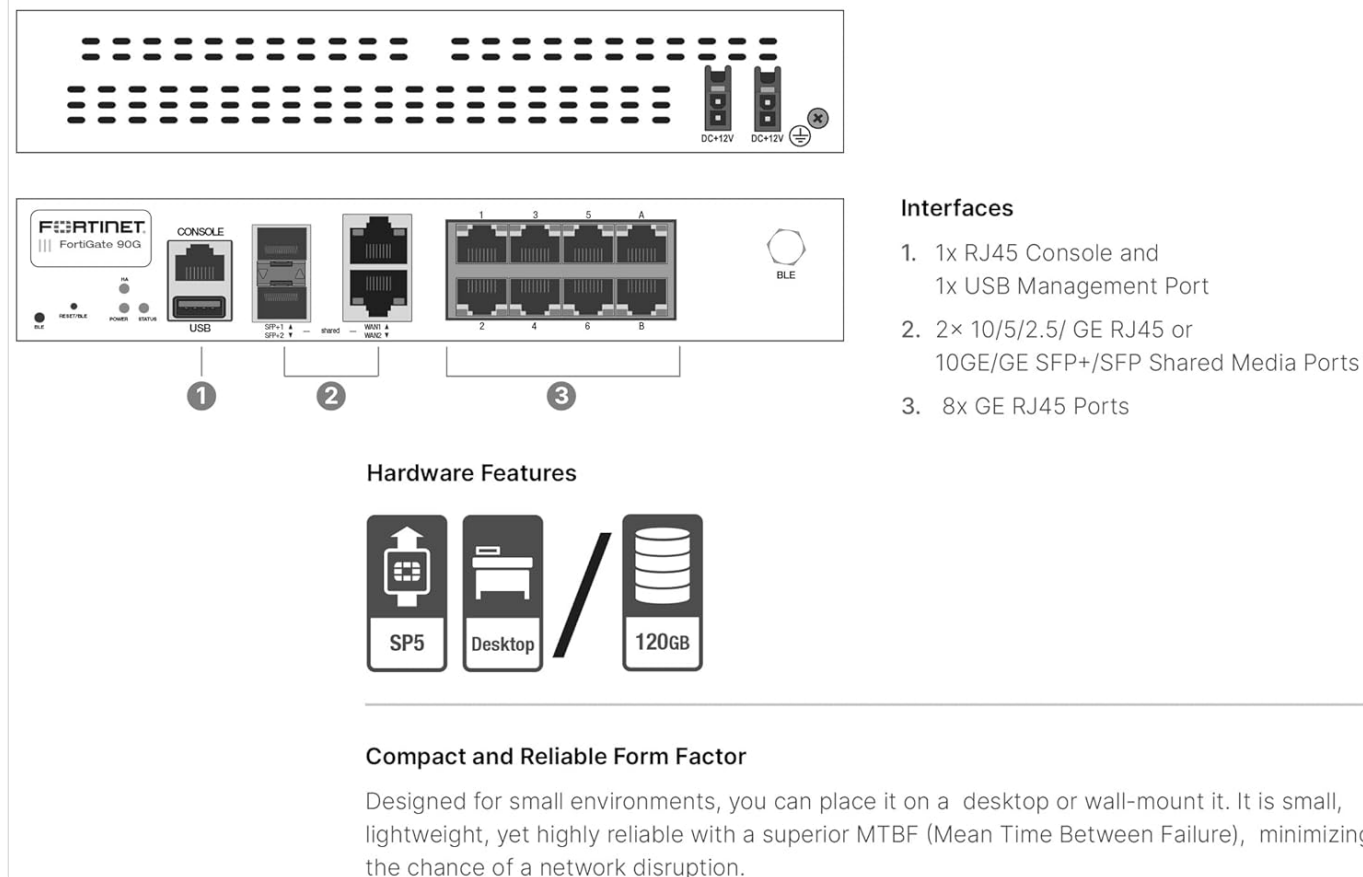 DC+12V DC+12V
FORTINET
FortiGate 90G
HA
BLE
RESET/BLE
POWER STATUS
CONSOLE
USB
SFP+1 ▲
SFP+2 ▼
shared
WAN1 ▲
WAN2 ▼
1 3 5 A
2 4 6 B
BLE
1 2 3
Interfaces
1. 1x RJ45 Console and
1x USB Management Port
2. 2× 10/5/2.5/ GE RJ45 or
10GE/GE SFP+/SFP Shared Media Ports
3. 8x GE RJ45 Ports
Hardware Features
SP5
Desktop
120GB
Compact and Reliable Form Factor
Designed for small environments, you can place it on a desktop or wall-mount it. It is small,
lightweight, yet highly reliable with a superior MTBF (Mean Time Between Failure), minimizing
the chance of a network disruption.